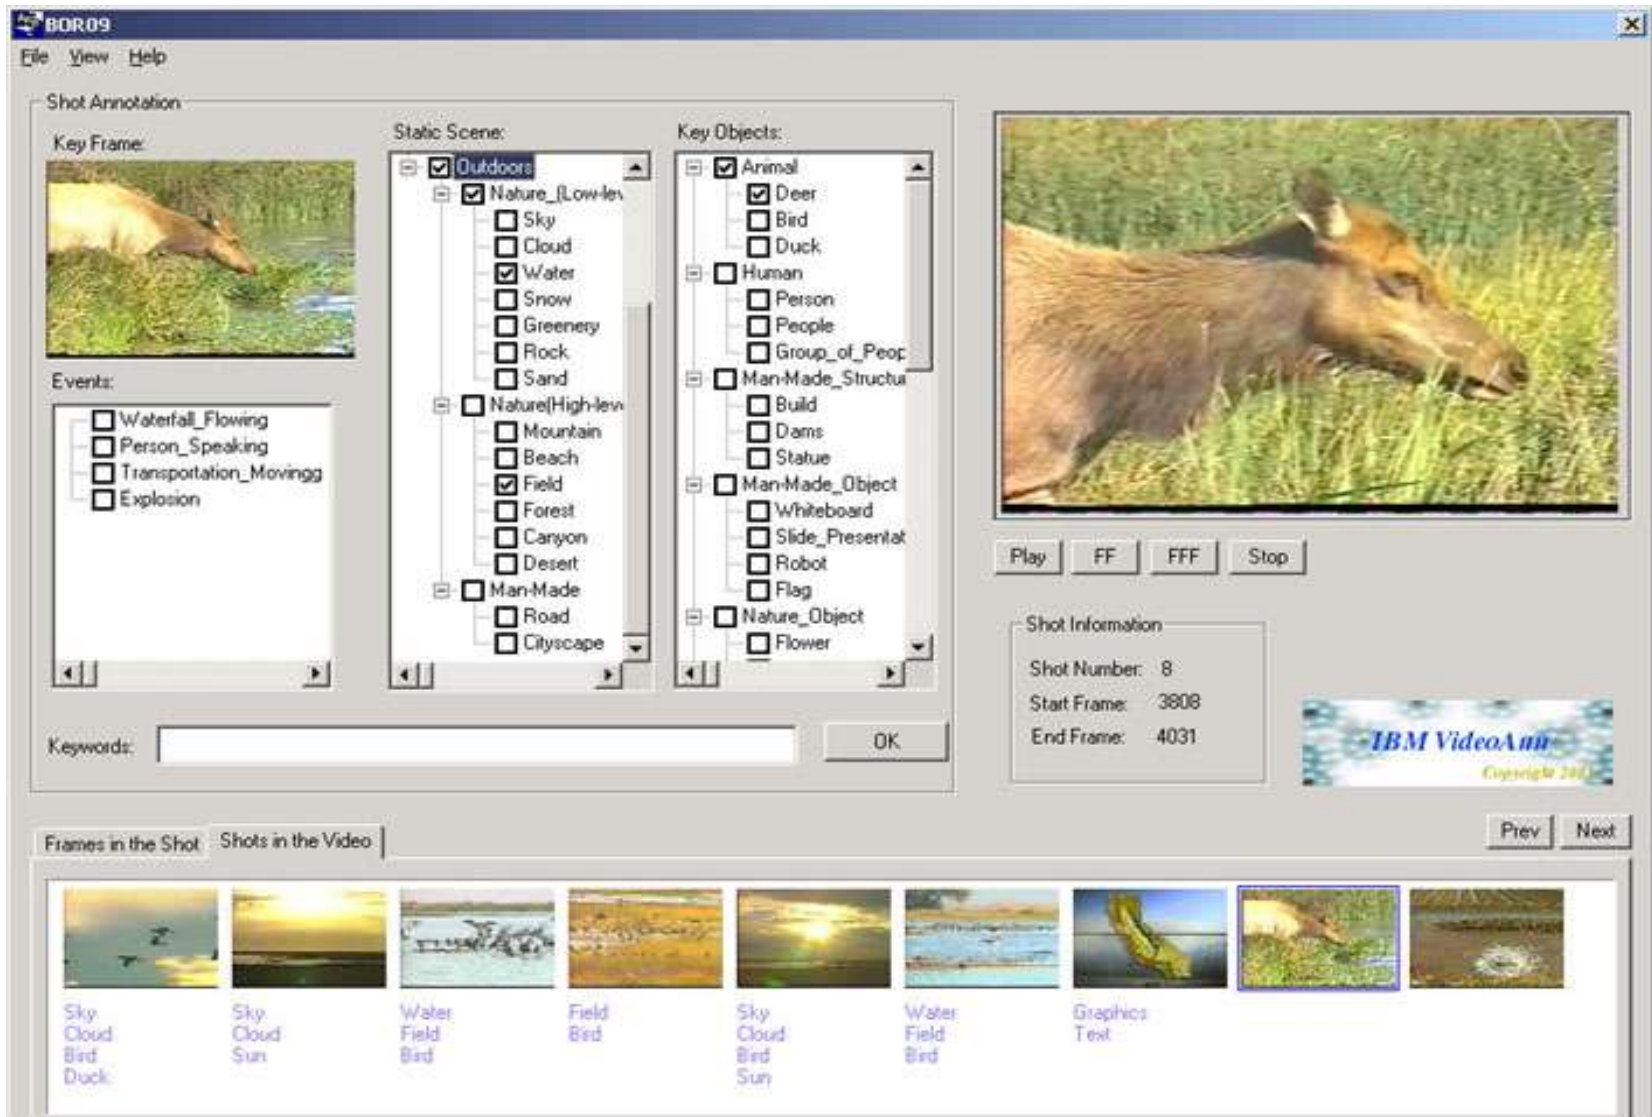 BOR09
File View Help
Shot Annotation
Key Frame:
Static Scene:
Outdoors
Nature_(Low-lev
Sky
Cloud
Water
Snow
Greenery
Rock
Sand
Nature(High-leve
Mountain
Beach
Field
Forest
Canyon
Desert
Man-Made
Road
Cityscape
Key Objects:
Animal
Deer
Bird
Duck
Human
Person
People
Group_of_Peop
Man-Made_Structur
Build
Dams
Statue
Man-Made_Object
Whiteboard
Slide_Presentat
Robot
Flag
Nature_Object
Flower
Events:
Waterfall_Flowing
Person_Speaking
Transportation_Movingg
Explosion
Keywords:
OK
Play FF FFF Stop
Shot Information
Shot Number: 8
Start Frame: 3808
End Frame: 4031
IBM VideoAnn
Copyright
Prev Next
Frames in the Shot Shots in the Video
Sky
Cloud
Bird
Duck
Sky
Cloud
Sun
Water
Field
Bird
Field
Bird
Sky
Cloud
Bird
Sun
Water
Field
Bird
Graphics
Text